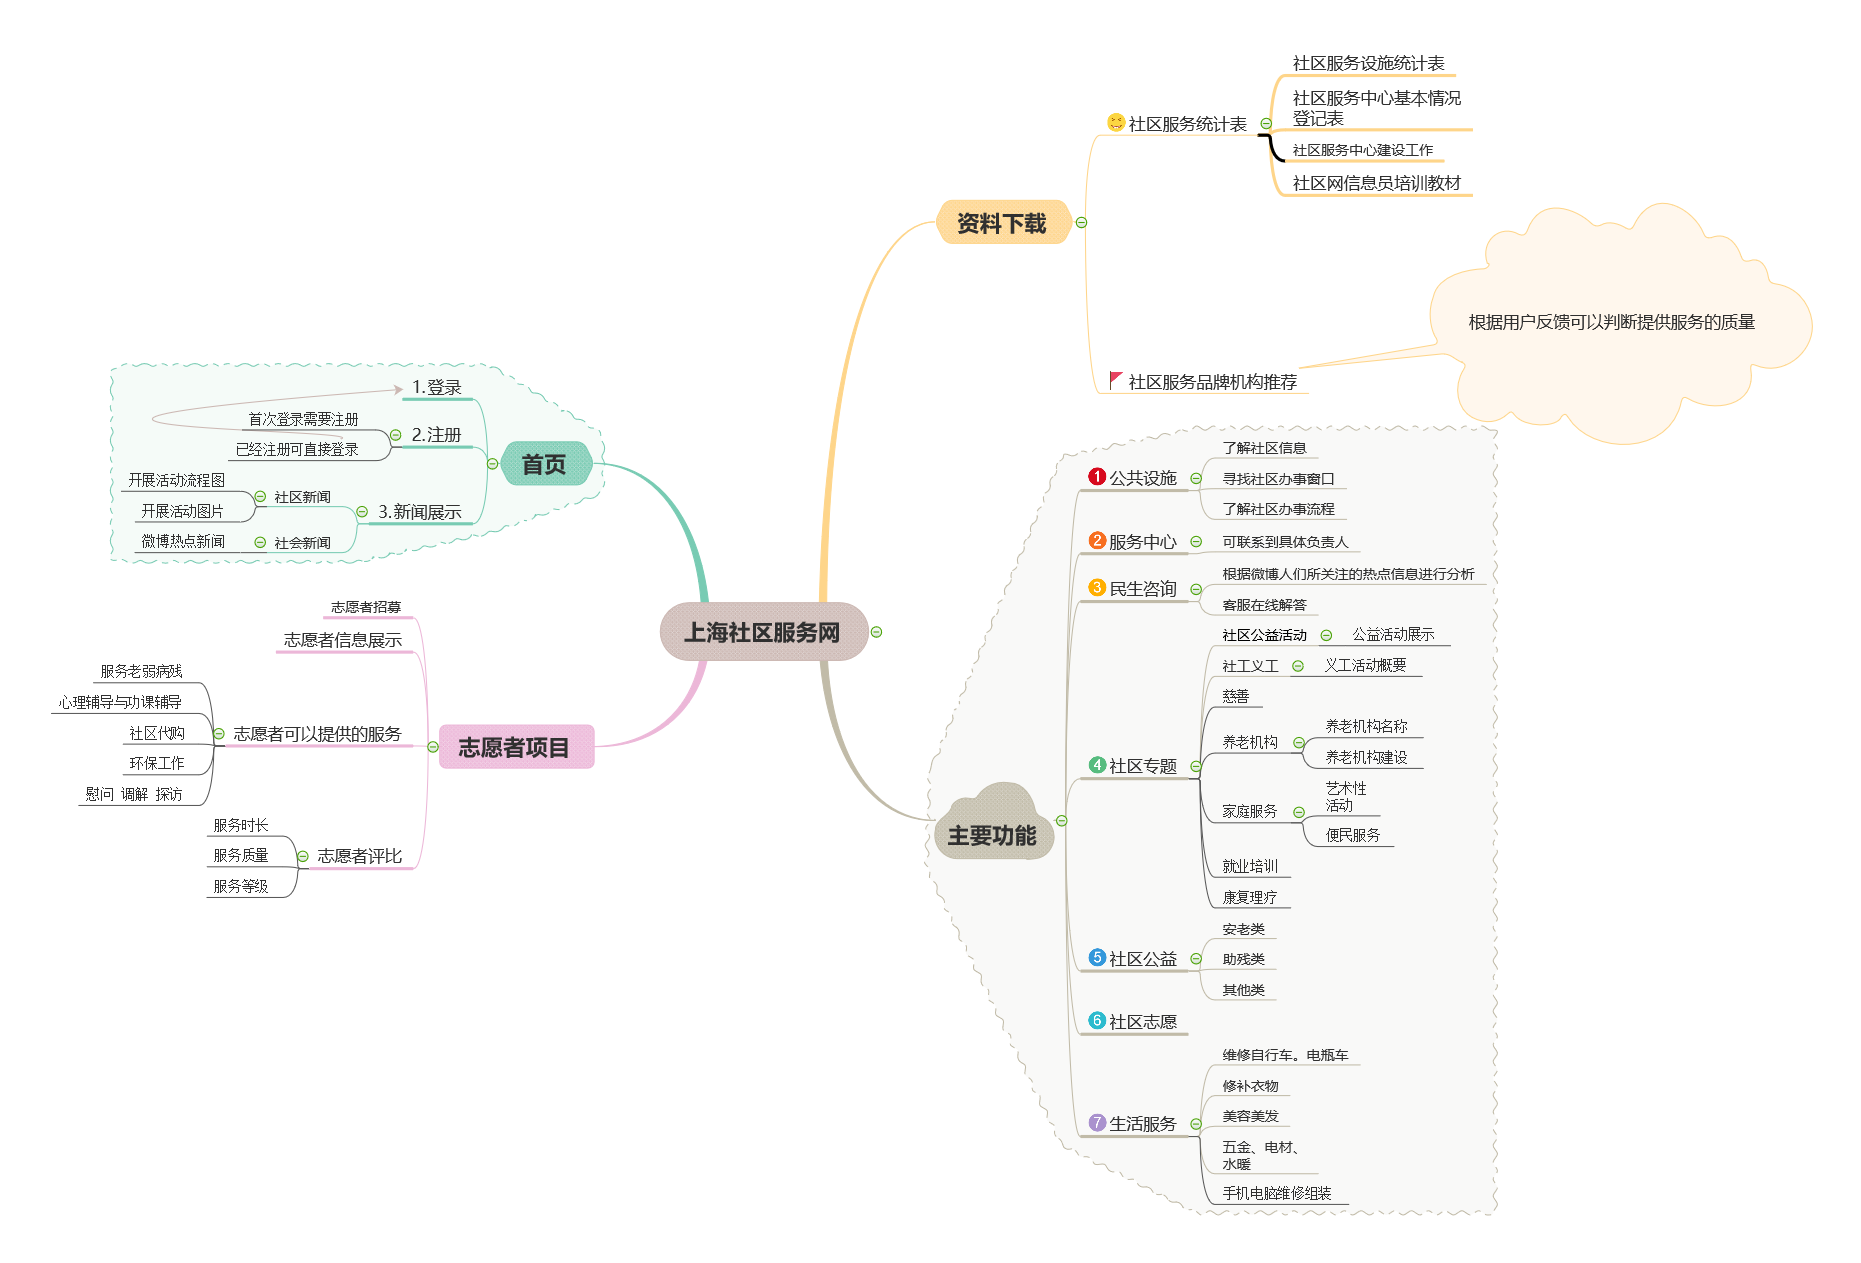 上海社区服务网
资料下载
社区服务统计表
社区服务设施统计表
社区服务中心基本情况
登记表
社区服务中心建设工作
社区网信息员培训教材
社区服务品牌机构推荐
根据用户反馈可以判断提供服务的质量
首页
1.登录
2.注册
首次登录需要注册
已经注册可直接登录
3.新闻展示
社区新闻
开展活动流程图
开展活动图片
社会新闻
微博热点新闻
志愿者项目
志愿者招募
志愿者信息展示
志愿者可以提供的服务
服务老弱病残
心理辅导与功课辅导
社区代购
环保工作
慰问 调解 探访
志愿者评比
服务时长
服务质量
服务等级
主要功能
1 公共设施
了解社区信息
寻找社区办事窗口
了解社区办事流程
2 服务中心
可联系到具体负责人
3 民生咨询
根据微博人们所关注的热点信息进行分析
客服在线解答
4 社区专题
社区公益活动
公益活动展示
社工义工
义工活动概要
慈善
养老机构
养老机构名称
养老机构建设
家庭服务
艺术性
活动
便民服务
就业培训
康复理疗
5 社区公益
安老类
助残类
其他类
6 社区志愿
7 生活服务
维修自行车。电瓶车
修补衣物
美容美发
五金、电材、
水暖
手机电脑维修组装